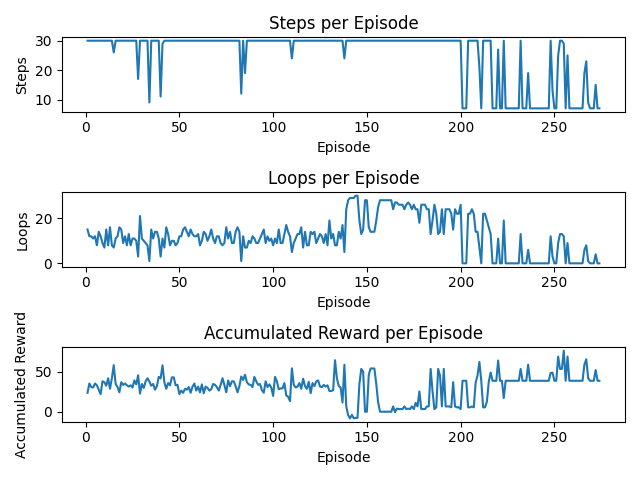 Steps per Episode
30
20
10
Steps
0 50 100 150 200 250
Episode
Loops per Episode
20
0
Loops
0 50 100 150 200 250
Episode
Accumulated Reward per Episode
50
0
Accumulated Reward
0 50 100 150 200 250
Episode